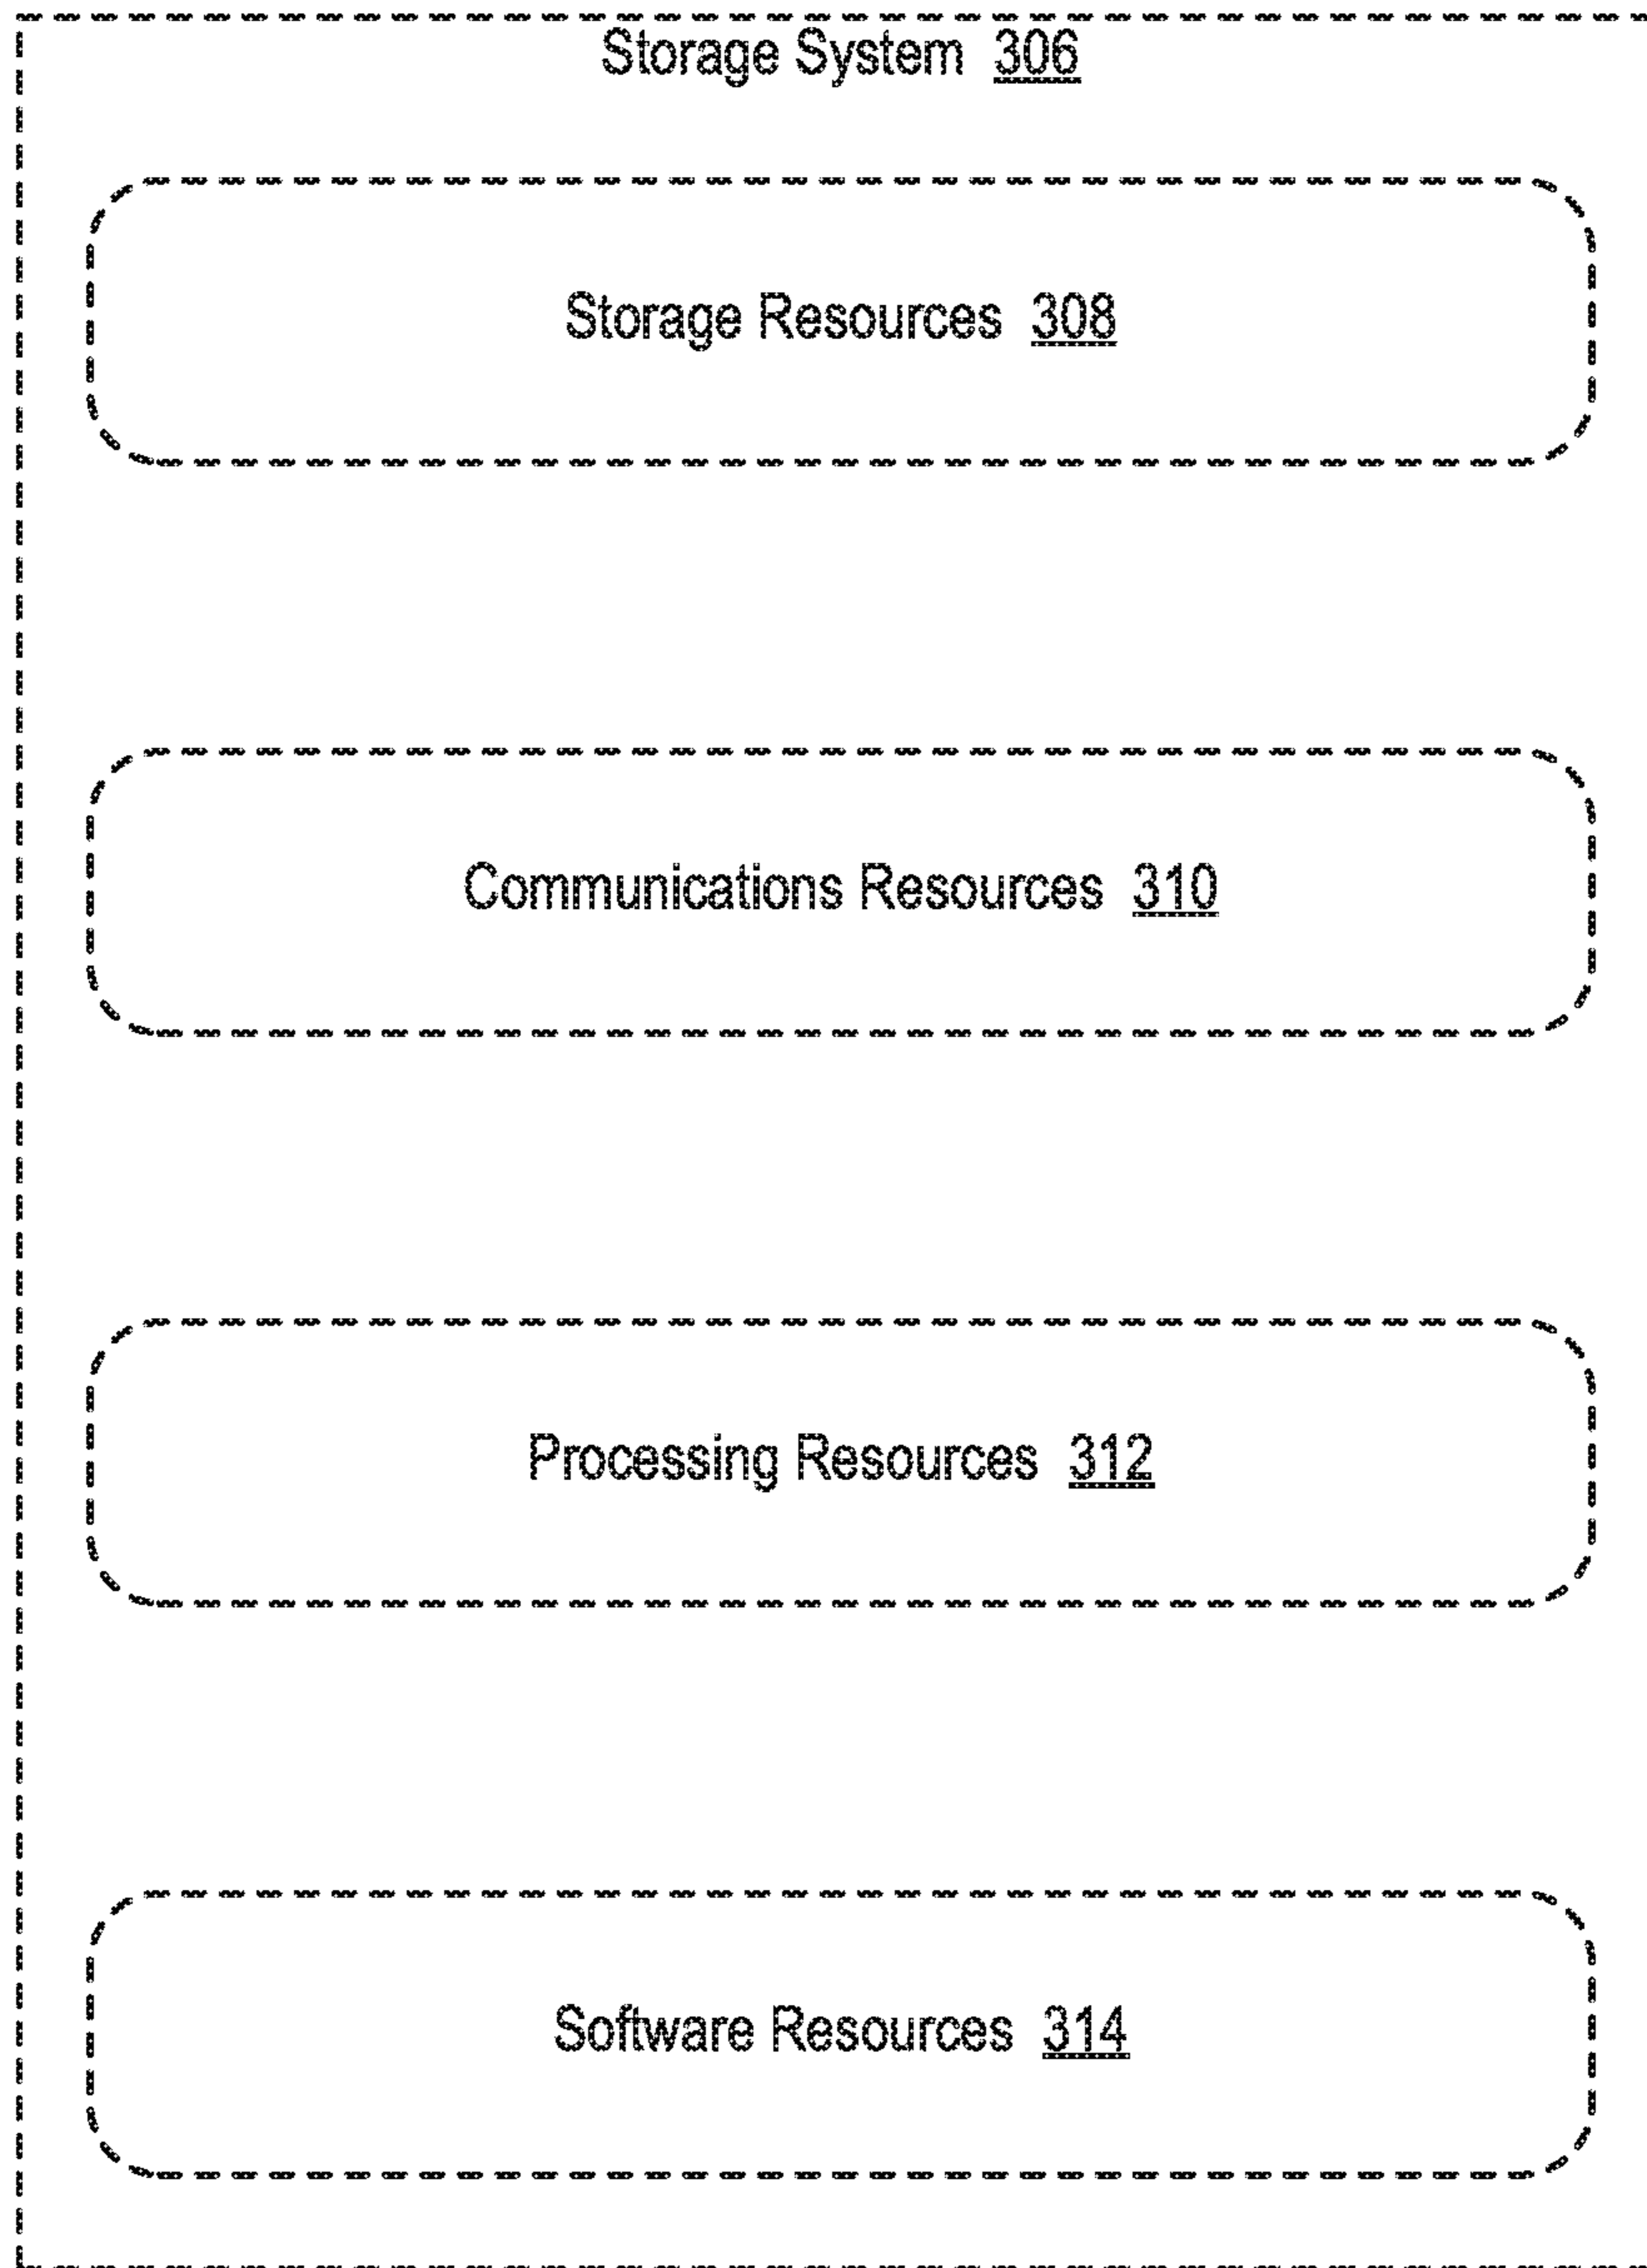 Storage System 306
Storage Resources 308
Communications Resources 310
Processing Resources 312
Software Resources 314